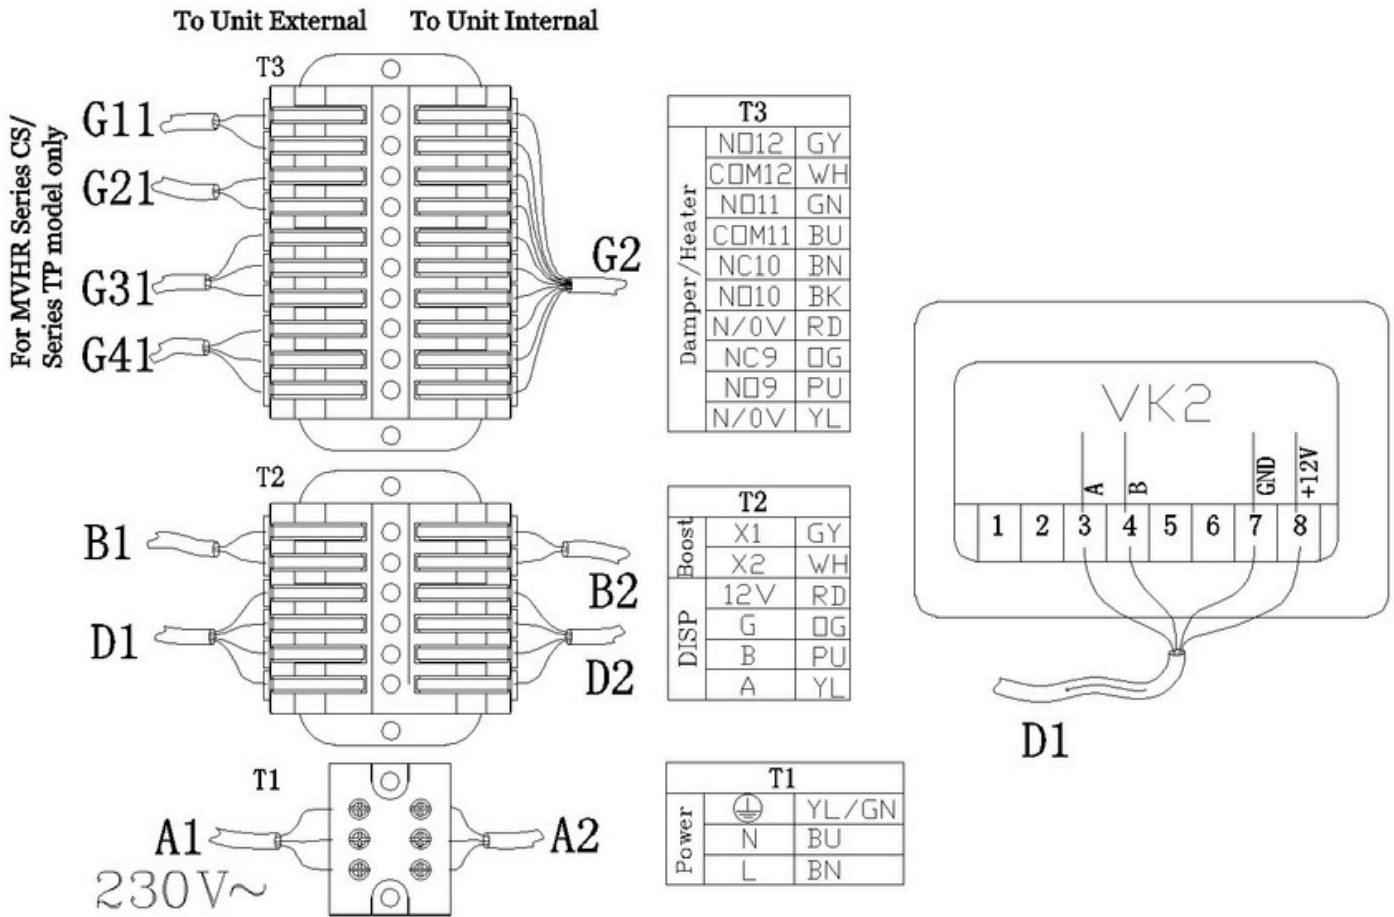 To Unit External To Unit Internal
For MVHR Series CS/
Series TP model only
T3
G11
G21
G31
G41
G2
T3
Damper/Heater
NO12 GY
COM12 WH
NO11 GN
COM11 BU
NC10 BN
NO10 BK
N/0V RD
NC9 OG
NO9 PU
N/0V YL
T2
B1
D1
B2
D2
T2
Boost
X1 GY
X2 WH
DISP
12V RD
G OG
B PU
A YL
T1
A1
230V~
A2
T1
Power
YL/GN
N BU
L BN
VK2
A B GND +12V
1 2 3 4 5 6 7 8
D1